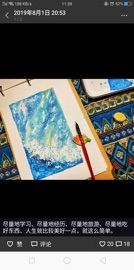 11:39
2019年8月1日 20:53
尽量地学习、尽量地经历、尽量地旅游、尽量地吃
好东西,人生就比较美好一点,就这么简单。
赞
评论
20
18